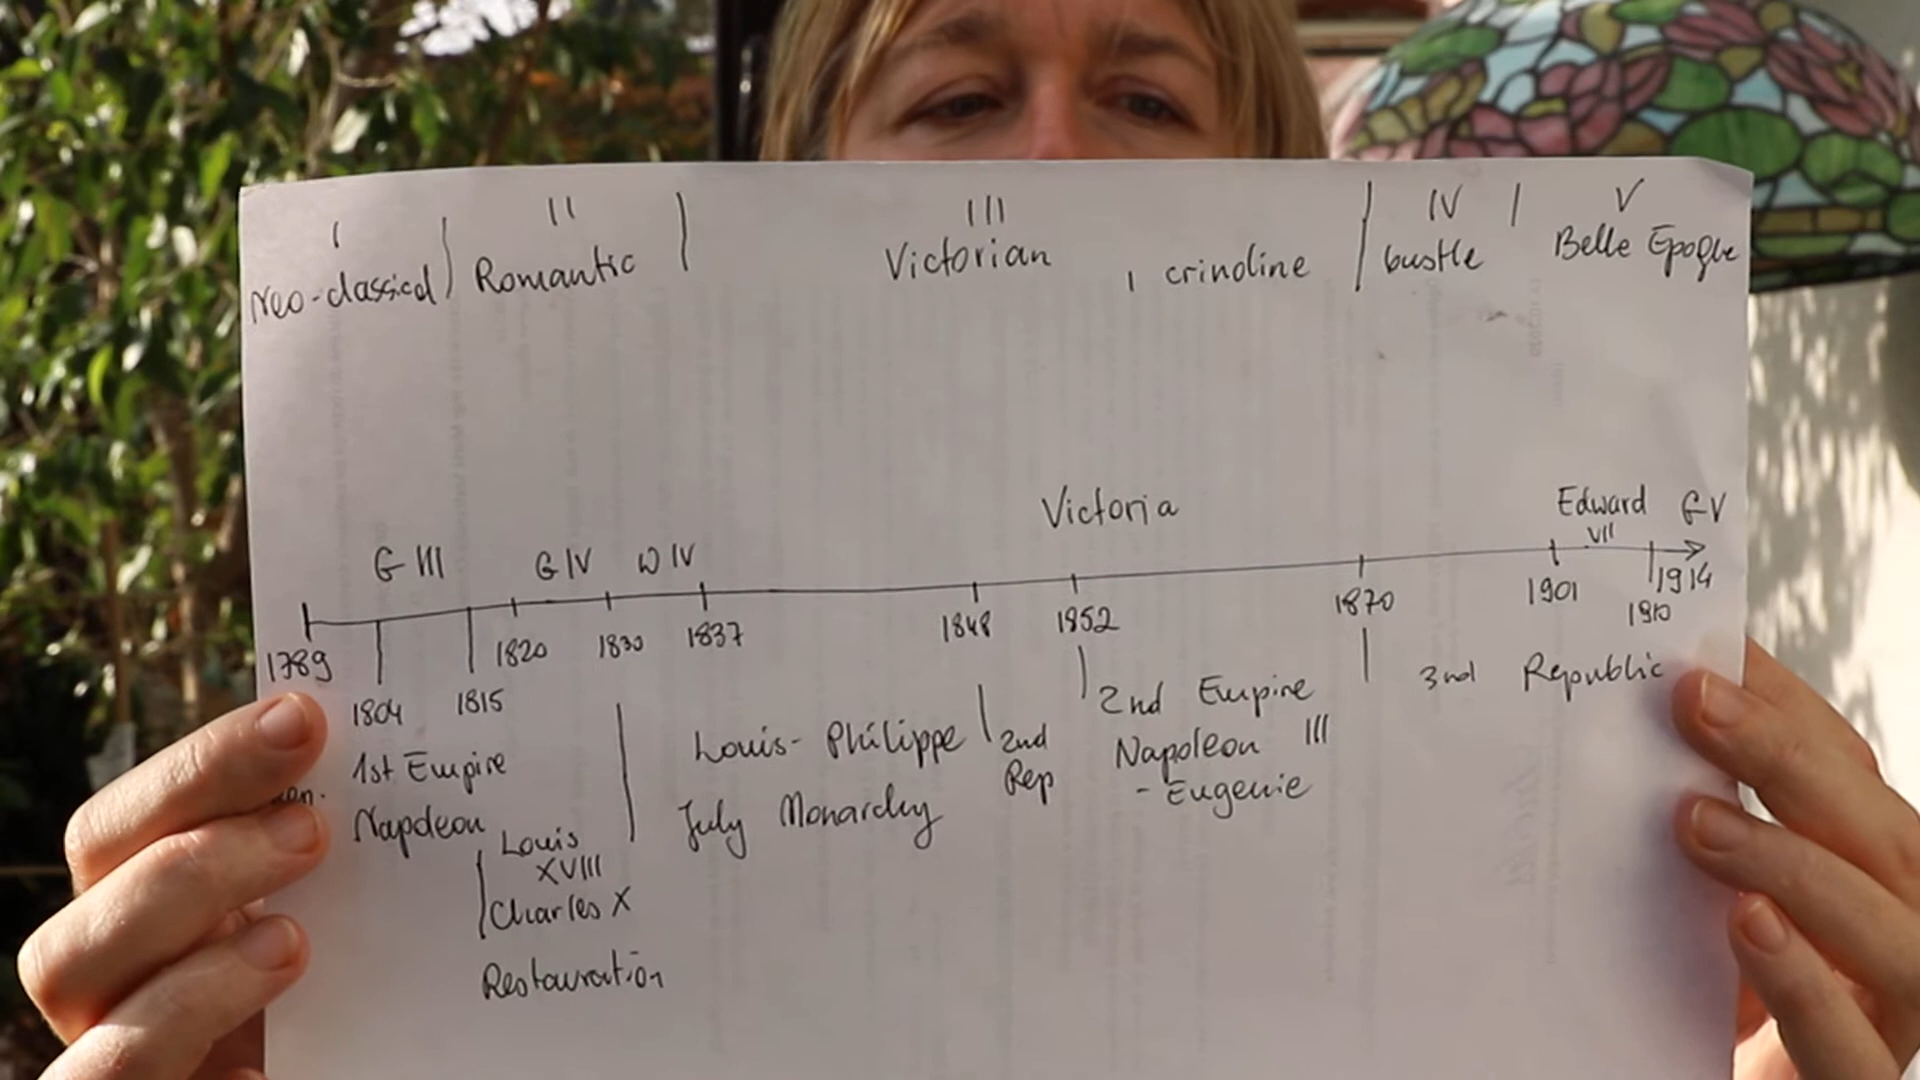 I II III IV V
Neo-classical Romantic Victorian crinoline bustle Belle Epoque
Victoria Edward VII G V
G III G IV W IV
1789 1804 1815 1820 1830 1837 1848 1852 1870 1901 1910 1914
1st Empire
Napoleon
Louis
XVIII
Charles X
Restauration
Louis-Philippe
July Monarchy
2nd
Rep
2nd Empire
Napoleon III
- Eugenie
3nd Republic